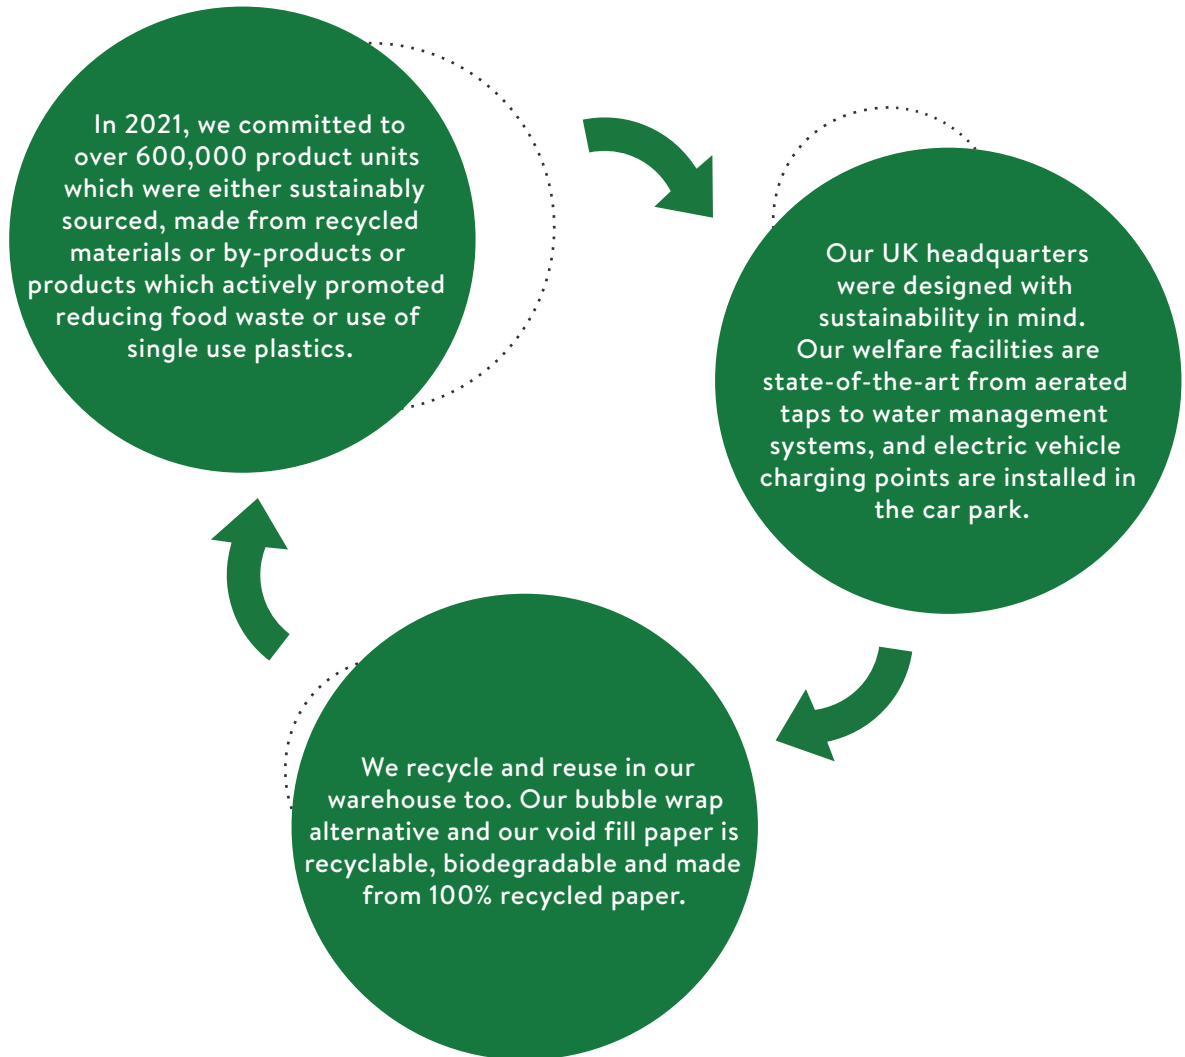 In 2021, we committed to
over 600,000 product units
which were either sustainably
sourced, made from recycled
materials or by-products or
products which actively promoted
reducing food waste or use of
single use plastics.
Our UK headquarters
were designed with
sustainability in mind.
Our welfare facilities are
state-of-the-art from aerated
taps to water management
systems, and electric vehicle
charging points are installed in
the car park.
We recycle and reuse in our
warehouse too. Our bubble wrap
alternative and our void fill paper is
recyclable, biodegradable and made
from 100% recycled paper.